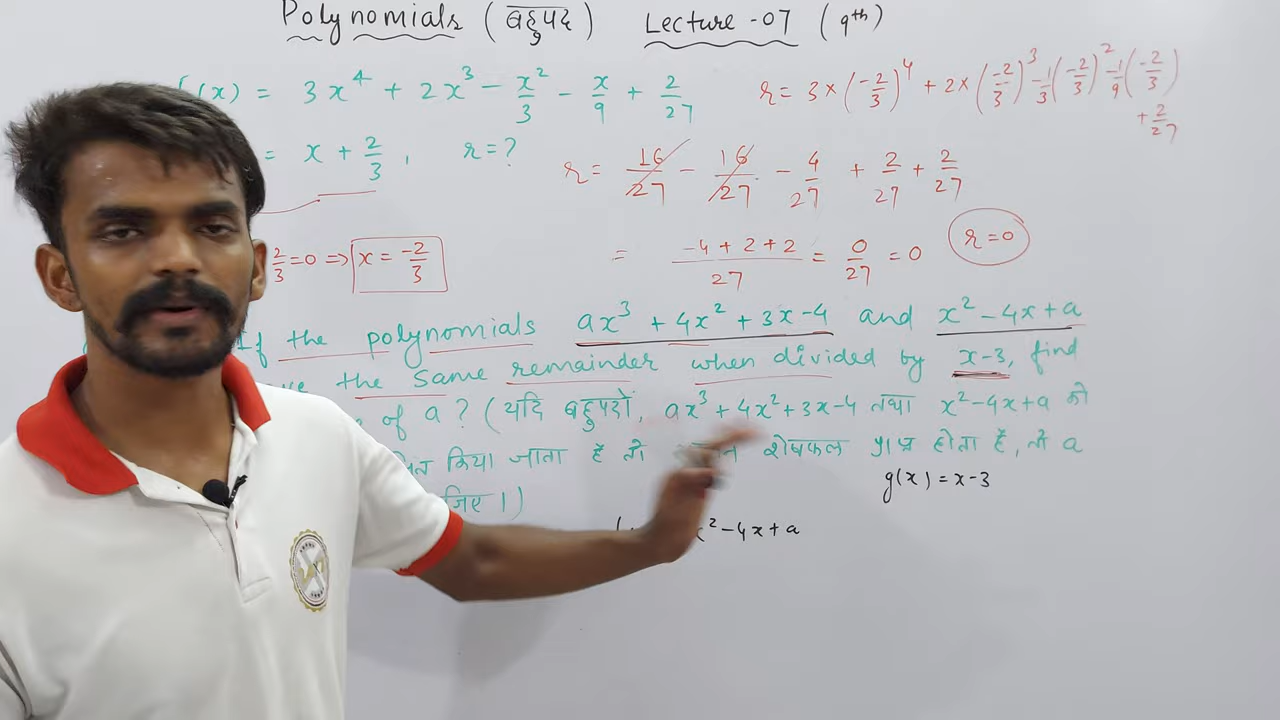 Polynomials (बहुपद) Lecture -07 (9th)
f(x) = 3x⁴ + 2x³ - x²/3 - x/9 + 2/27
= x + 2/3, r=?
r = 3×(-2/3)⁴ + 2×(-2/3)³ - 1/3(-2/3)² - 1/9(-2/3) + 2/27
r = 16/27 - 16/27 - 4/27 + 2/27 + 2/27
2/3 = 0 ⇒ x = -2/3
= -4+2+2/27 = 0/27 = 0 r=0
If the polynomials ax³ + 4x² + 3x-4 and x² - 4x + a
the same remainder when divided by x-3, find
of a? (यदि बहुपदों, ax³+4x²+3x-4 तथा x²-4x+a को
किया जाता है तो शेषफल प्राप्त होता है, तो a
जिए।)
g(x) = x-3
x²-4x+a